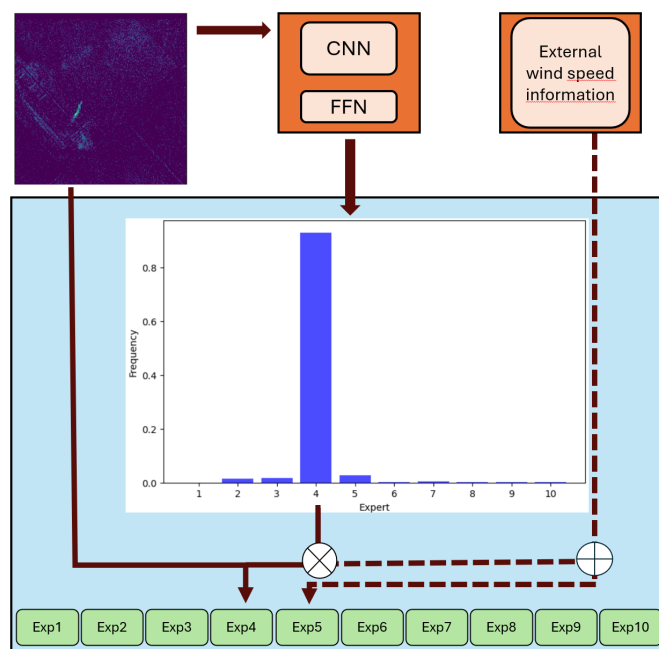 CNN
FFN
External
wind speed
information
0.8
0.6
0.4
0.2
0.0
Frequency
1 2 3 4 5 6 7 8 9 10
Expert
Exp1 Exp2 Exp3 Exp4 Exp5 Exp6 Exp7 Exp8 Exp9 Exp10